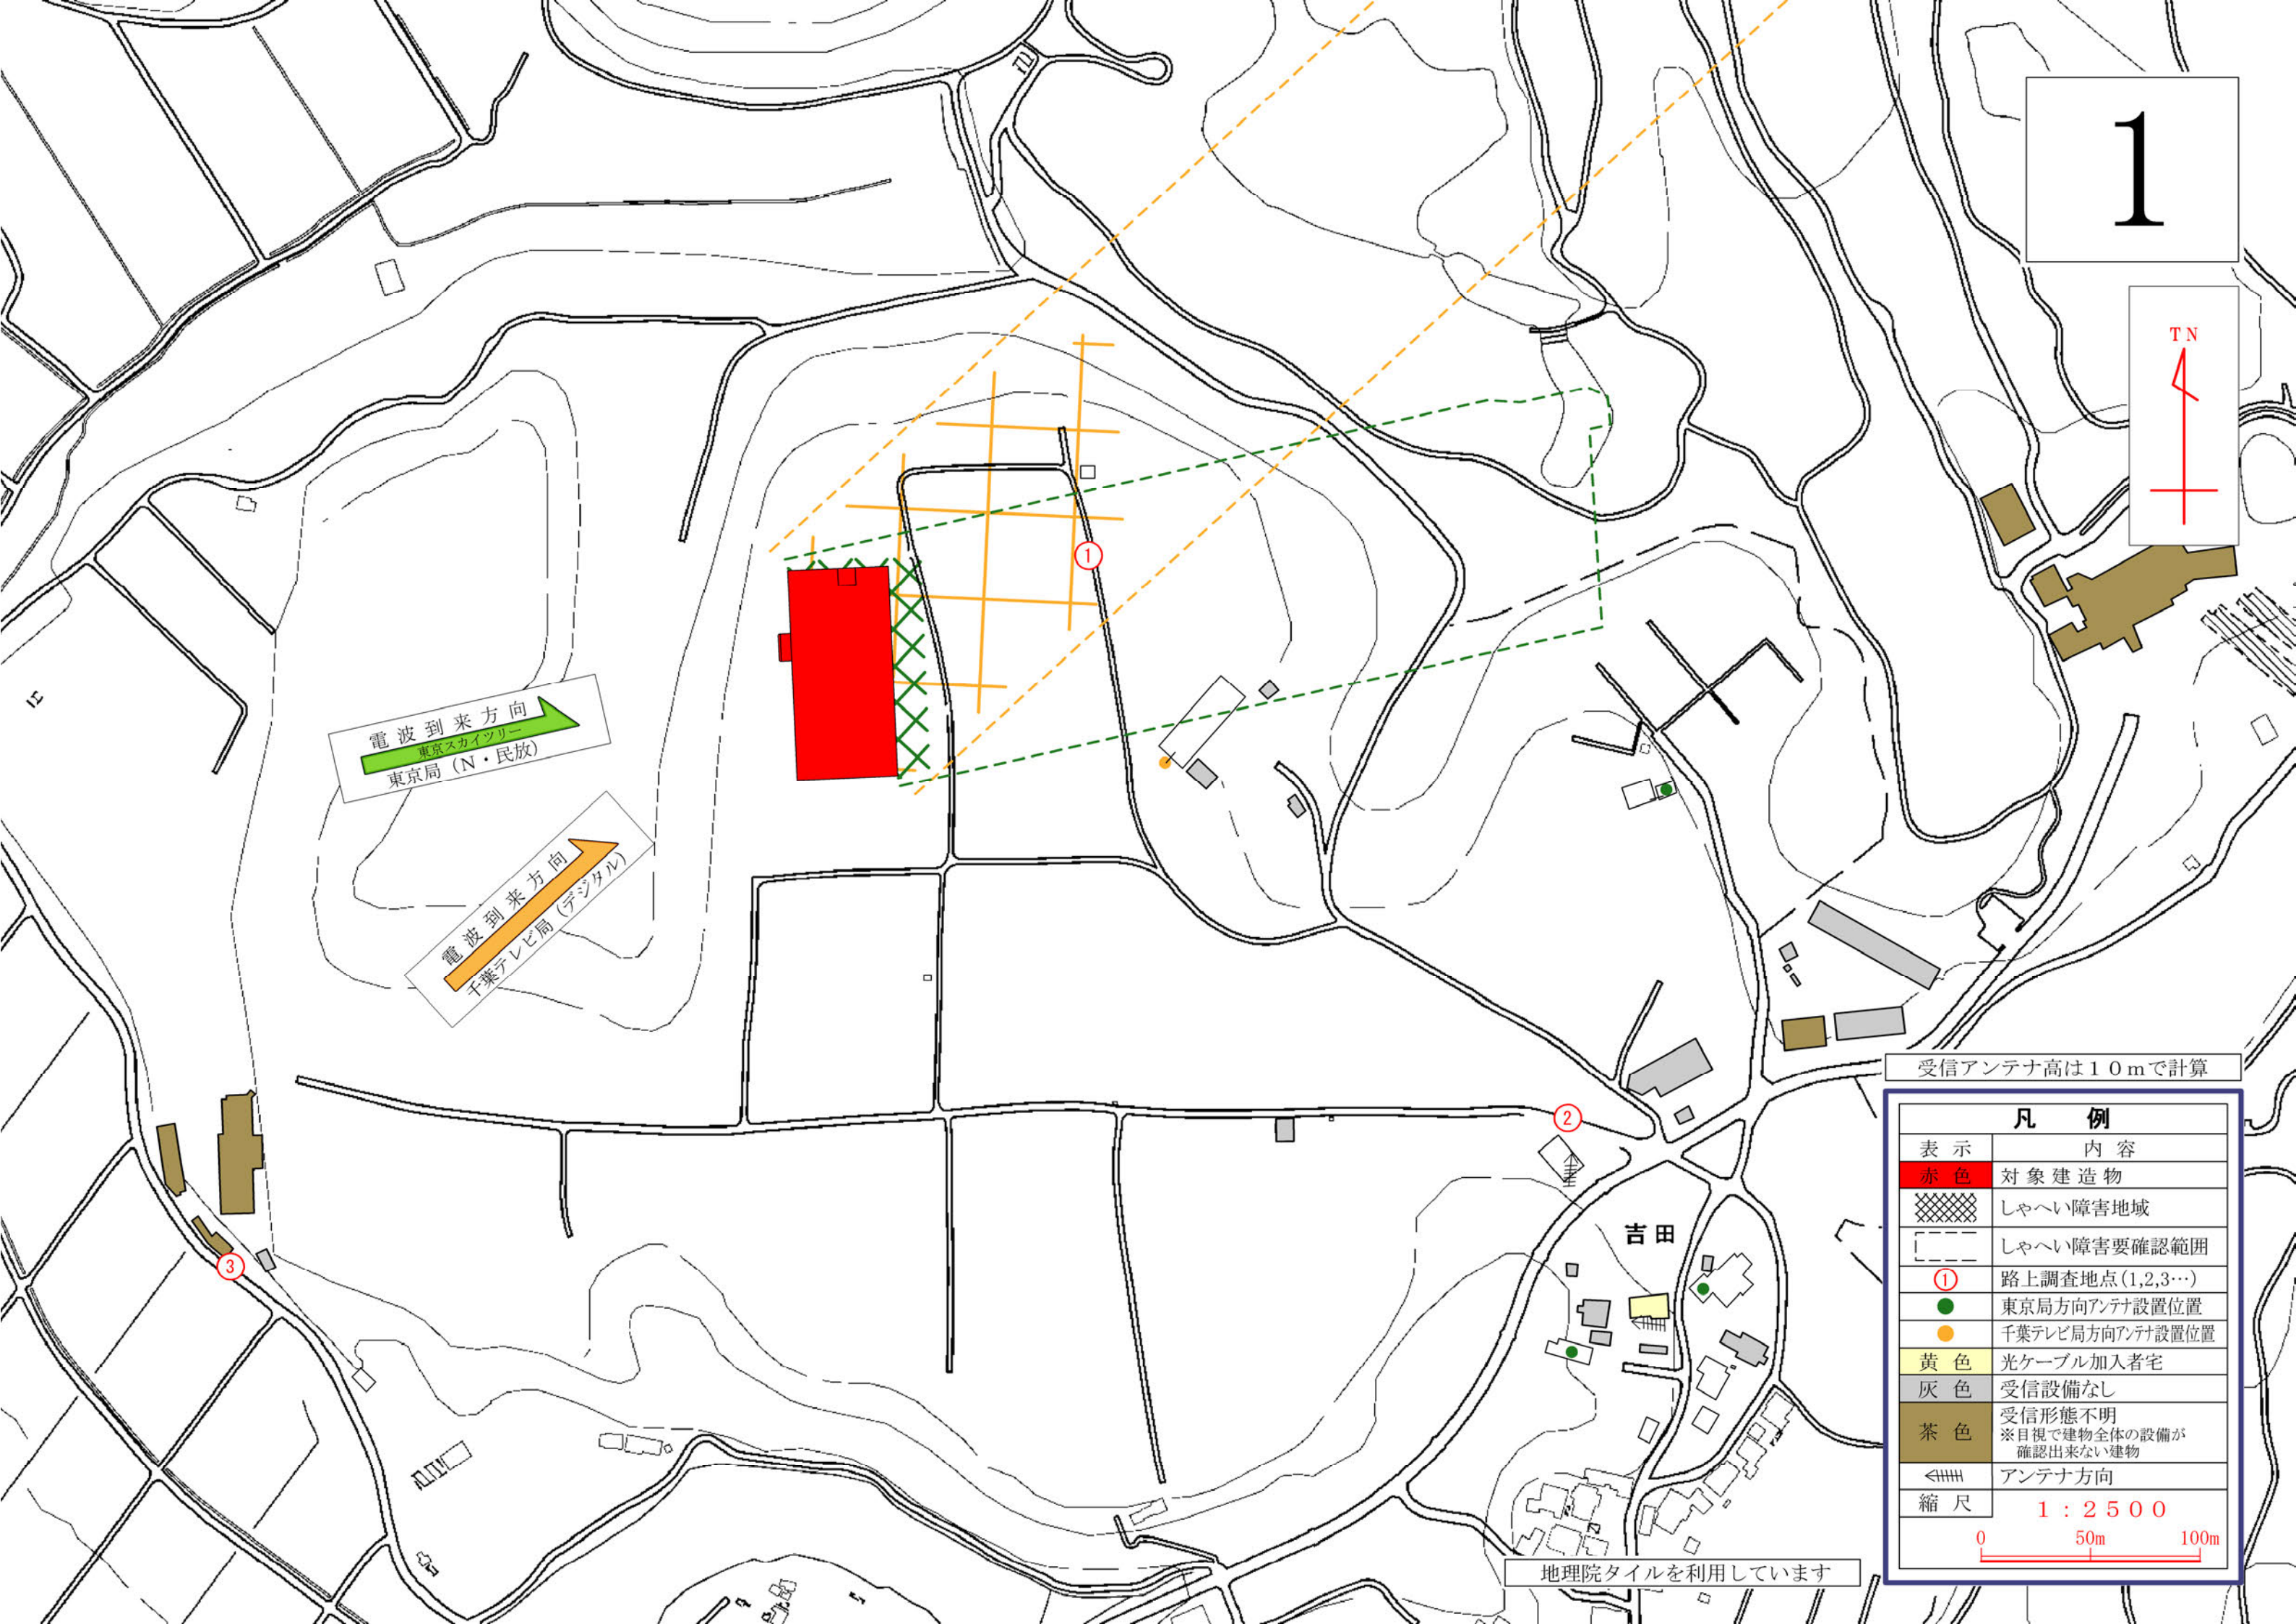 1
TN
電波到来方向
東京スカイツリー
東京局(N・民放)
電波到来方向
千葉テレビ局(デジタル)
①
②
③
吉田
受信アンテナ高は10mで計算
凡 例
表示 内容
赤色 対象建造物
しゃへい障害地域
しゃへい障害要確認範囲
① 路上調査地点(1,2,3…)
東京局方向アンテナ設置位置
千葉テレビ局方向アンテナ設置位置
黄色 光ケーブル加入者宅
灰色 受信設備なし
茶色 受信形態不明
※目視で建物全体の設備が
確認出来ない建物
アンテナ方向
縮尺 1:2500
0 50m 100m
地理院タイルを利用しています